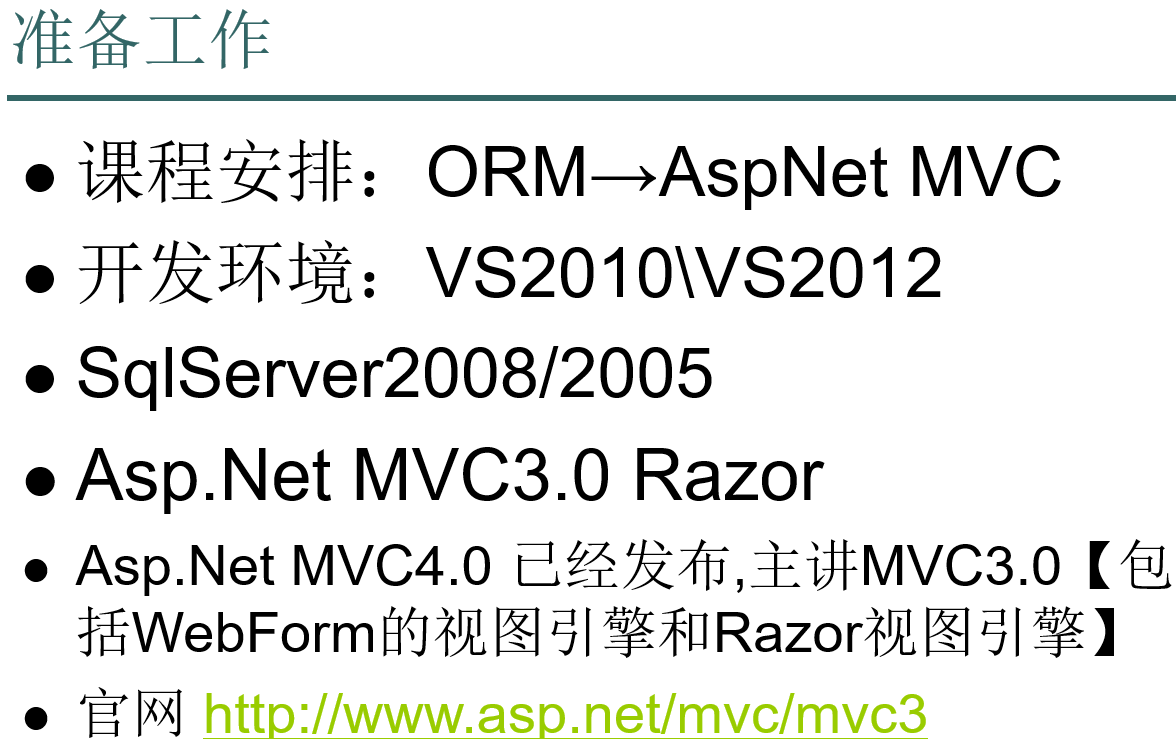 准备工作
● 课程安排：ORM→AspNet MVC
● 开发环境：VS2010\VS2012
● SqlServer2008/2005
● Asp.Net MVC3.0 Razor
● Asp.Net MVC4.0 已经发布,主讲MVC3.0【包
括WebForm的视图引擎和Razor视图引擎】
● 官网 http://www.asp.net/mvc/mvc3